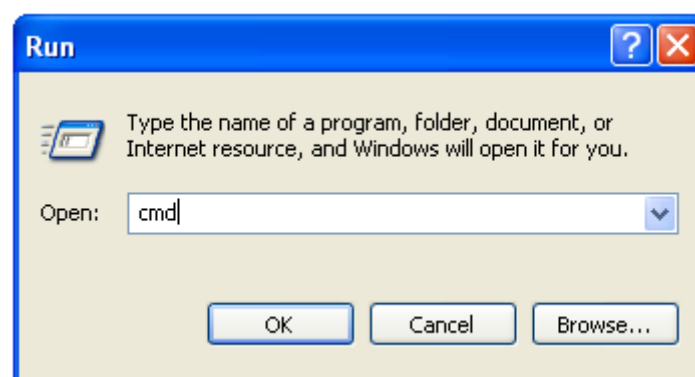 Run
Type the name of a program, folder, document, or
Internet resource, and Windows will open it for you.
Open: cmd
OK Cancel Browse...